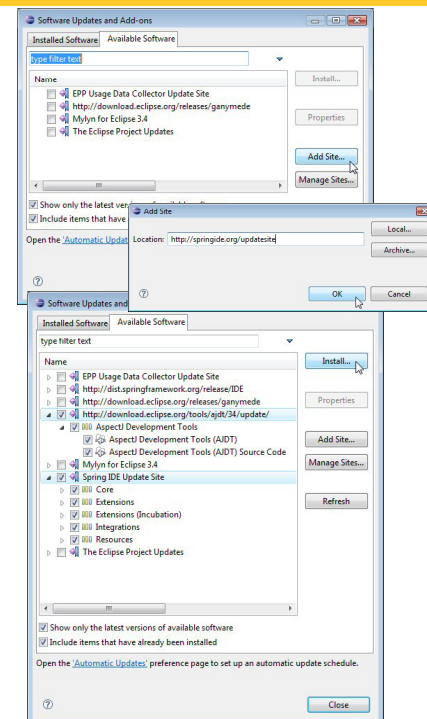 Software Updates and Add-ons
Installed Software Available Software
type filter text
Name
EPP Usage Data Collector Update Site
http://download.eclipse.org/releases/ganymede
Mylyn for Eclipse 3.4
The Eclipse Project Updates
Install...
Properties
Add Site...
Manage Sites...
Show only the latest
Include items that have
Open the 'Automatic Updat
Add Site
Location: http://springide.org/updatesite
Local...
Archive...
OK Cancel
Software Updates and
Installed Software Available Software
type filter text
Name
EPP Usage Data Collector Update Site
http://dist.springframework.org/release/IDE
http://download.eclipse.org/releases/ganymede
http://download.eclipse.org/tools/ajdt/34/update/
AspectJ Development Tools
AspectJ Development Tools (AJDT)
AspectJ Development Tools (AJDT) Source Code
Mylyn for Eclipse 3.4
Spring IDE Update Site
Core
Extensions
Extensions (Incubation)
Integrations
Resources
The Eclipse Project Updates
Install...
Properties
Add Site...
Manage Sites...
Refresh
Show only the latest versions of available software
Include items that have already been installed
Open the 'Automatic Updates' preference page to set up an automatic update schedule.
Close